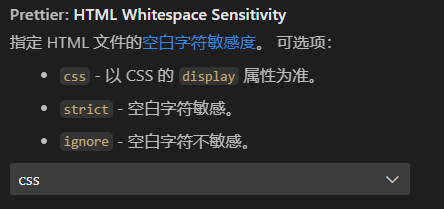 Prettier: HTML Whitespace Sensitivity
指定 HTML 文件的空白字符敏感度。 可选项：
• css - 以 CSS 的 display 属性为准。
• strict - 空白字符敏感。
• ignore - 空白字符不敏感。
css